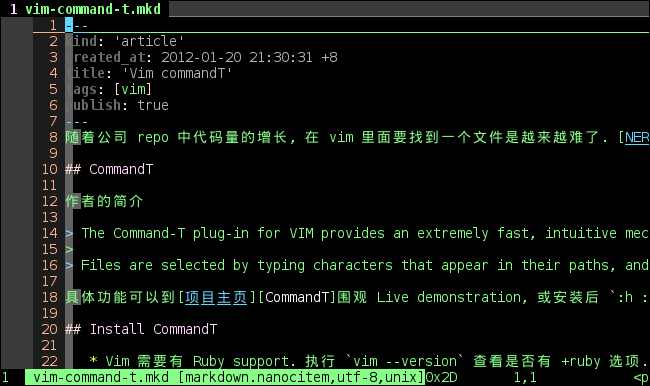 1 vim-command-t.mkd
1 ---
2 kind: 'article'
3 created_at: 2012-01-20 21:30:31 +8
4 title: 'Vim commandT'
5 tags: [vim]
6 publish: true
7 ---
8 随着公司 repo 中代码量的增长, 在 vim 里面要找到一个文件是越来越难了. [NER
9
10 ## CommandT
11
12 作者的简介
13
14 > The Command-T plug-in for VIM provides an extremely fast, intuitive mec
15 >
16 > Files are selected by typing characters that appear in their paths, and
17
18 具体功能可以到[项目主页][CommandT]围观 Live demonstration, 或安装后 `:h :
19
20 ## Install CommandT
21
22 * Vim 需要有 Ruby support. 执行 `vim --version` 查看是否有 +ruby 选项.
1 vim-command-t.mkd [markdown.nanocitem,utf-8,unix]0x2D 1,1 <p